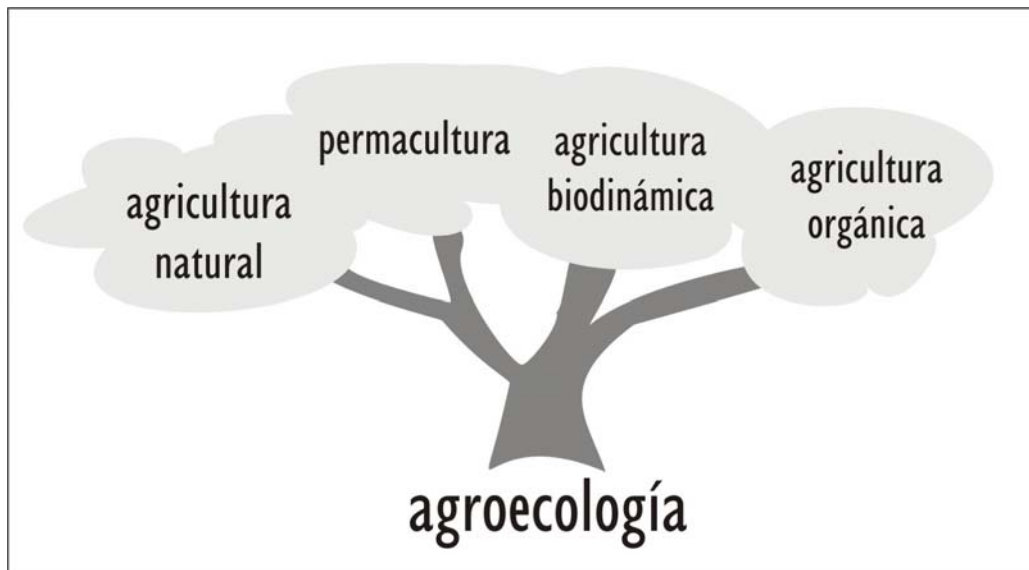 agricultura
natural
permacultura
agricultura
biodinámica
agricultura
orgánica
agroecología